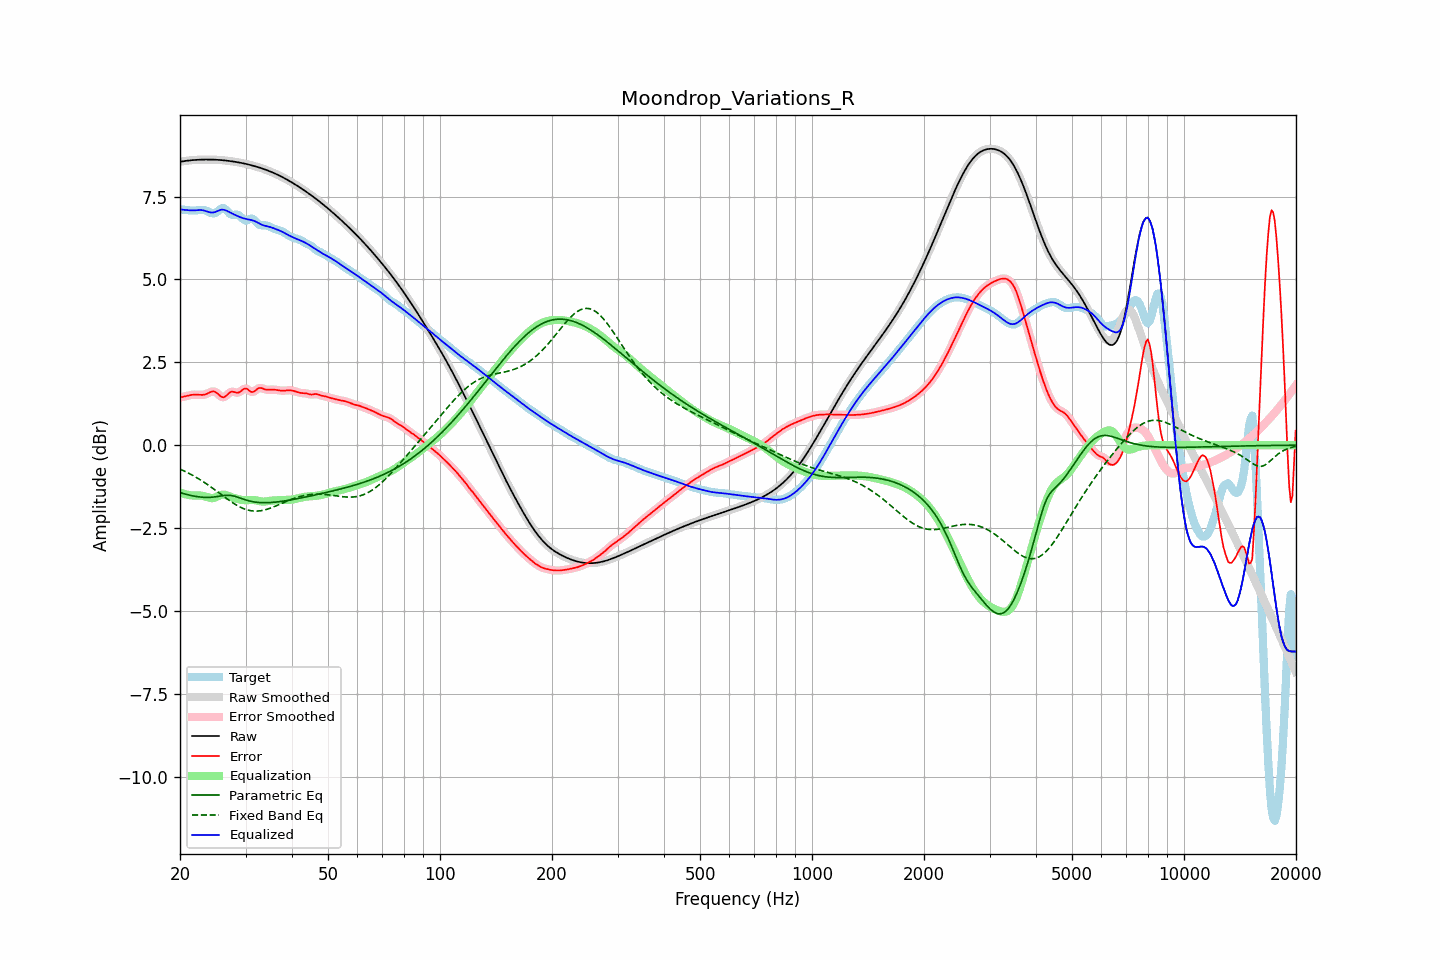 Moondrop_Variations_R
Amplitude (dBr)
7.5
5.0
2.5
0.0
−2.5
−5.0
−7.5
−10.0
Target
Raw Smoothed
Error Smoothed
Raw
Error
Equalization
Parametric Eq
Fixed Band Eq
Equalized
20 50 100 200 500 1000 2000 5000 10000 20000
Frequency (Hz)